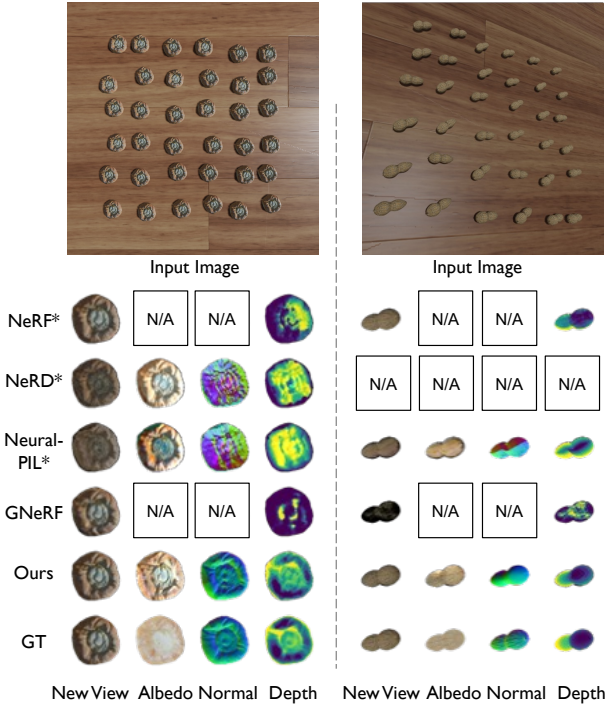 Input Image Input Image
NeRF* N/A N/A N/A N/A
NeRD* N/A N/A N/A N/A
Neural-
PIL*
GNeRF N/A N/A N/A N/A
Ours
GT
New View Albedo Normal Depth New View Albedo Normal Depth